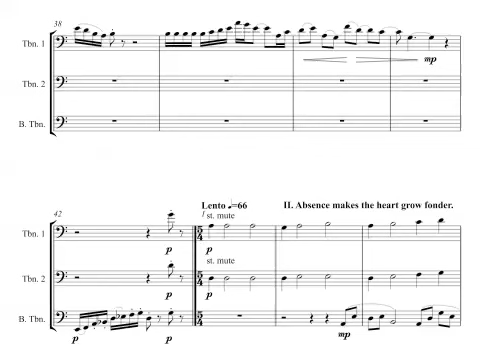 38
Tbn. 1
mp
Tbn. 2
B. Tbn.
Lento ♩=66 II. Absence makes the heart grow fonder.
42 1 st. mute
Tbn. 1
p p
st. mute
Tbn. 2
p p
B. Tbn.
p p mp